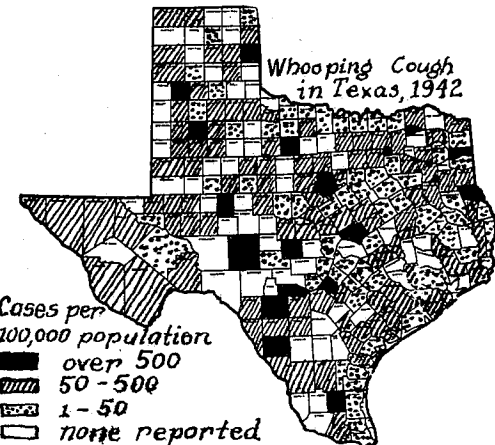 Whooping Cough
in Texas, 1942
Cases per
100,000 population
over 500
50 - 500
1 - 50
none reported